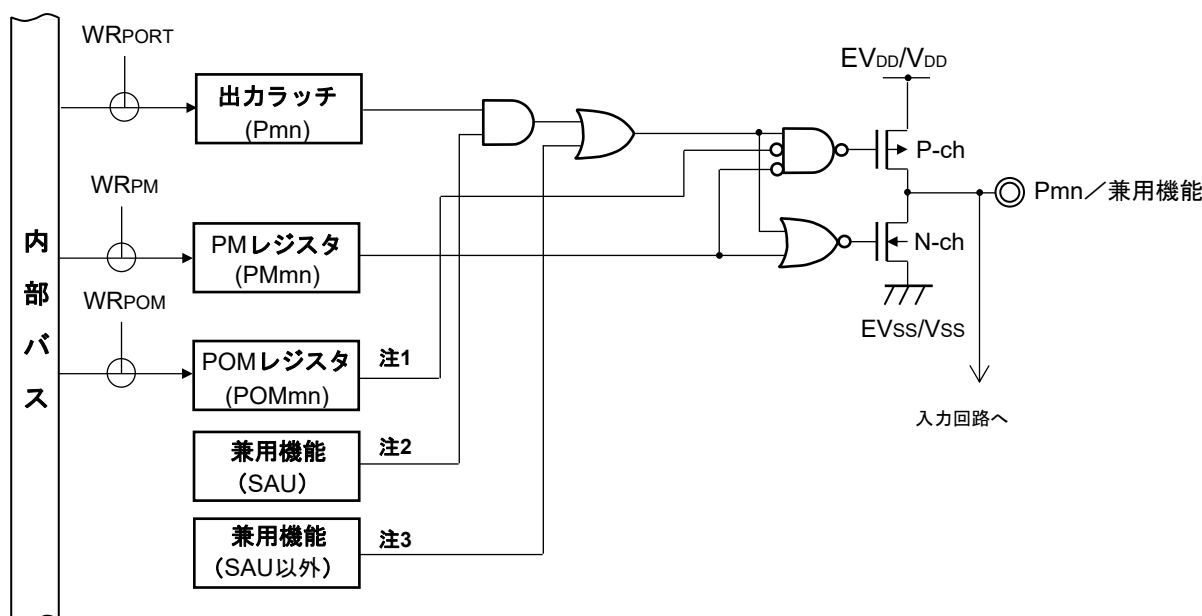 WRPORT
出力ラッチ
(Pmn)
EVDD/VDD
P-ch
Pmn／兼用機能
WRPM
PMレジスタ
(PMmn)
N-ch
EVSS/VSS
内部バス
WRPOM
POMレジスタ
(POMmn)
注1
入力回路へ
兼用機能
（SAU）
注2
兼用機能
（SAU以外）
注3